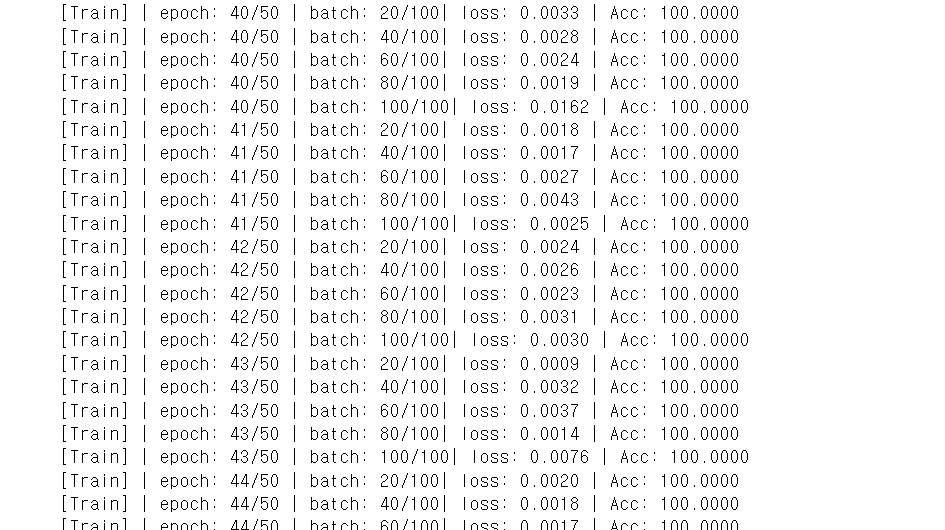 [Train] | epoch: 40/50 | batch: 20/100| loss: 0.0033 | Acc: 100.0000
[Train] | epoch: 40/50 | batch: 40/100| loss: 0.0028 | Acc: 100.0000
[Train] | epoch: 40/50 | batch: 60/100| loss: 0.0024 | Acc: 100.0000
[Train] | epoch: 40/50 | batch: 80/100| loss: 0.0019 | Acc: 100.0000
[Train] | epoch: 40/50 | batch: 100/100| loss: 0.0162 | Acc: 100.0000
[Train] | epoch: 41/50 | batch: 20/100| loss: 0.0018 | Acc: 100.0000
[Train] | epoch: 41/50 | batch: 40/100| loss: 0.0017 | Acc: 100.0000
[Train] | epoch: 41/50 | batch: 60/100| loss: 0.0027 | Acc: 100.0000
[Train] | epoch: 41/50 | batch: 80/100| loss: 0.0043 | Acc: 100.0000
[Train] | epoch: 41/50 | batch: 100/100| loss: 0.0025 | Acc: 100.0000
[Train] | epoch: 42/50 | batch: 20/100| loss: 0.0024 | Acc: 100.0000
[Train] | epoch: 42/50 | batch: 40/100| loss: 0.0026 | Acc: 100.0000
[Train] | epoch: 42/50 | batch: 60/100| loss: 0.0023 | Acc: 100.0000
[Train] | epoch: 42/50 | batch: 80/100| loss: 0.0031 | Acc: 100.0000
[Train] | epoch: 42/50 | batch: 100/100| loss: 0.0030 | Acc: 100.0000
[Train] | epoch: 43/50 | batch: 20/100| loss: 0.0009 | Acc: 100.0000
[Train] | epoch: 43/50 | batch: 40/100| loss: 0.0032 | Acc: 100.0000
[Train] | epoch: 43/50 | batch: 60/100| loss: 0.0037 | Acc: 100.0000
[Train] | epoch: 43/50 | batch: 80/100| loss: 0.0014 | Acc: 100.0000
[Train] | epoch: 43/50 | batch: 100/100| loss: 0.0076 | Acc: 100.0000
[Train] | epoch: 44/50 | batch: 20/100| loss: 0.0020 | Acc: 100.0000
[Train] | epoch: 44/50 | batch: 40/100| loss: 0.0018 | Acc: 100.0000
[Train] | epoch: 44/50 | batch: 60/100| loss: 0.0017 | Acc: 100.0000